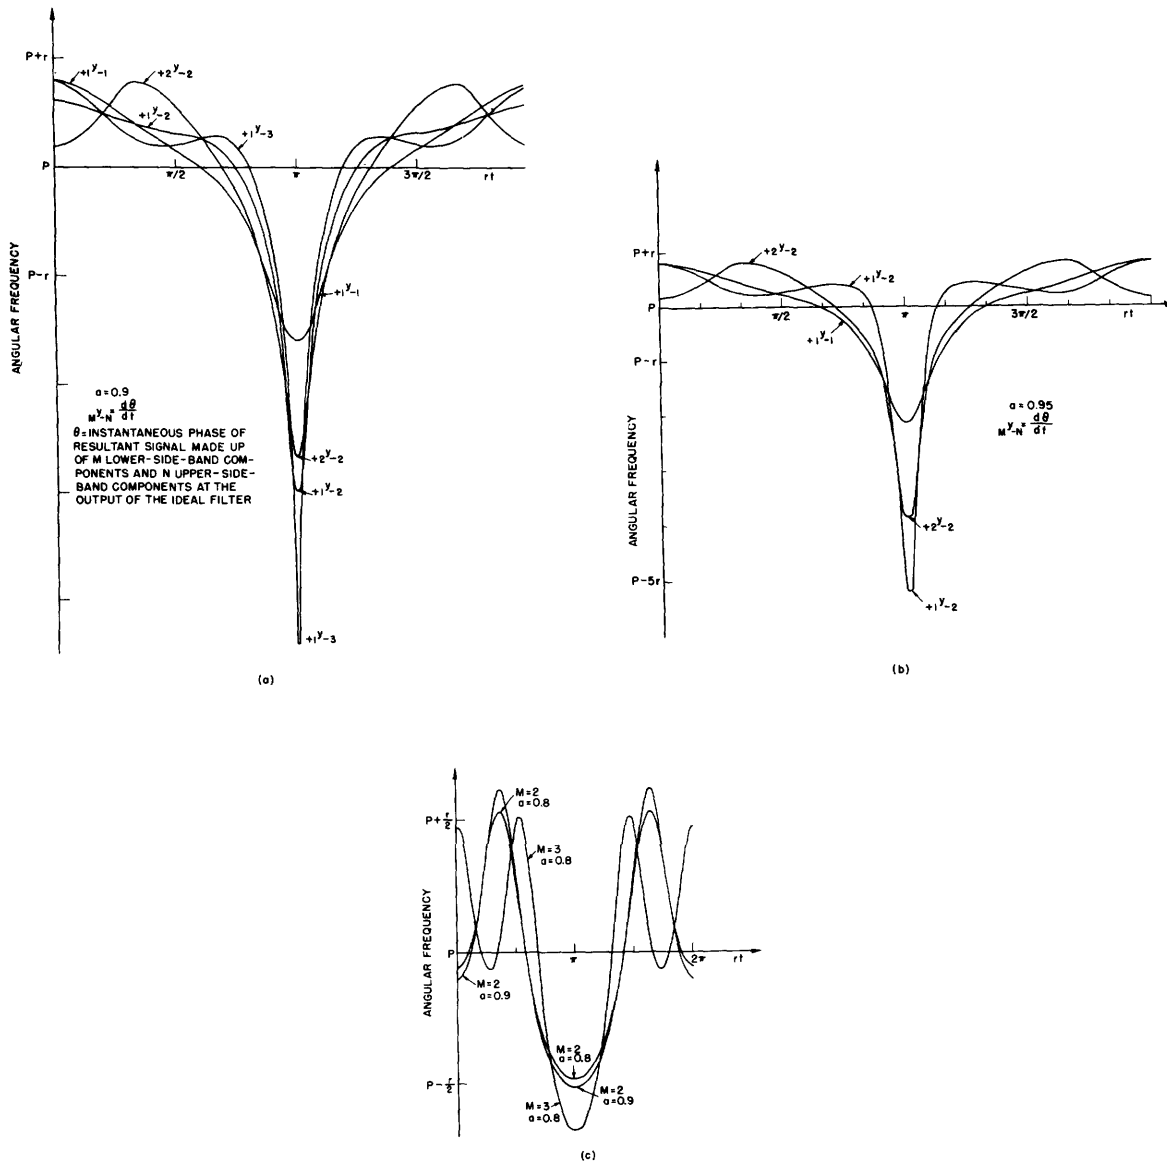 P+r
+1y-1
+2y-2
+1y-2
+1y-3
P
π/2
π
3π/2
rt
P-r
ANGULAR FREQUENCY
+1y-1
a=0.9
My-N = dθ/dt
θ=INSTANTANEOUS PHASE OF
RESULTANT SIGNAL MADE UP
OF M LOWER-SIDE-BAND COM-
PONENTS AND N UPPER-SIDE-
BAND COMPONENTS AT THE
OUTPUT OF THE IDEAL FILTER
+2y-2
+1y-2
+1y-3
(a)
P+r
+2y-2
+1y-2
P
π/2
π
3π/2
rt
+1y-1
P-r
ANGULAR FREQUENCY
a=0.95
My-N = dθ/dt
+2y-2
P-5r
+1y-2
(b)
P+r/2
M=2
a=0.8
M=3
a=0.8
ANGULAR FREQUENCY
P
π
2π
rt
M=2
a=0.9
M=2
a=0.8
P-r/2
M=2
a=0.9
M=3
a=0.8
(c)